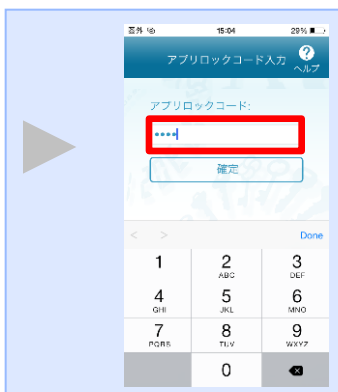 圏外 15:04 29%
アプリロックコード入力 ?
ヘルプ
アプリロックコード:
••••
確定
< > Done
1 2 3
ABC DEF
4 5 6
GHI JKL MNO
7 8 9
PQRS TUV WXYZ
0